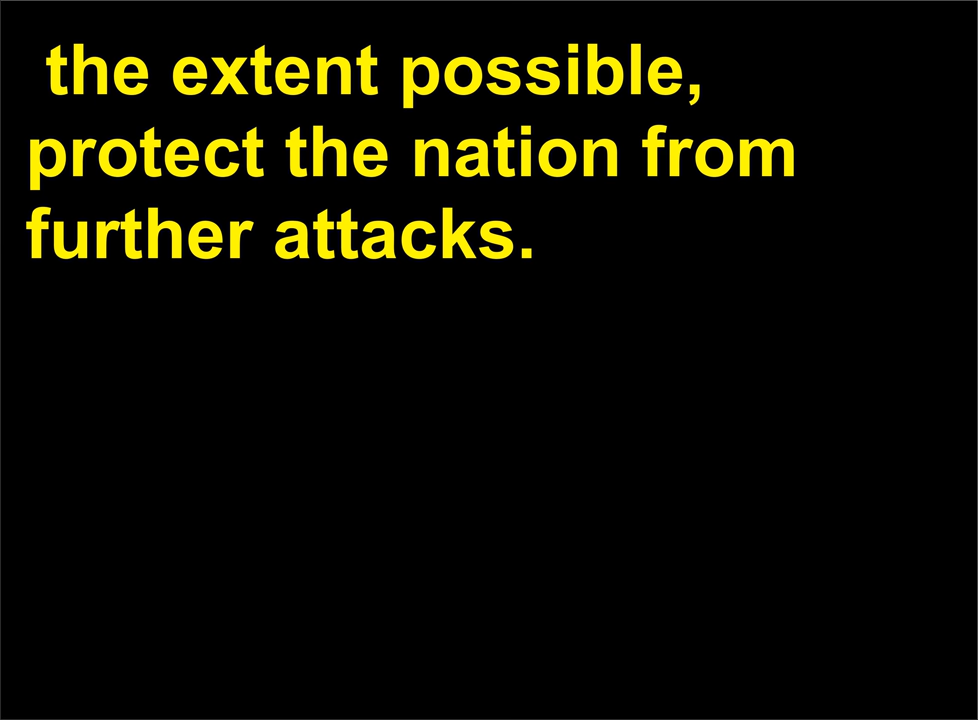 the extent possible,
protect the nation from
further attacks.